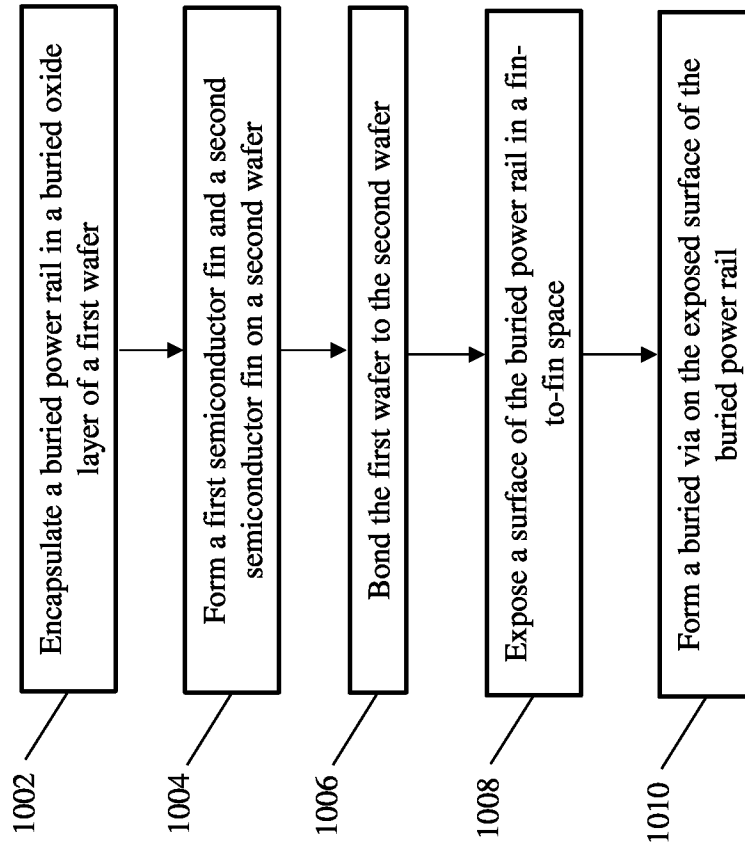 1002
Encapsulate a buried power rail in a buried oxide
layer of a first wafer
1004
Form a first semiconductor fin and a second
semiconductor fin on a second wafer
1006
Bond the first wafer to the second wafer
1008
Expose a surface of the buried power rail in a fin-
to-fin space
1010
Form a buried via on the exposed surface of the
buried power rail